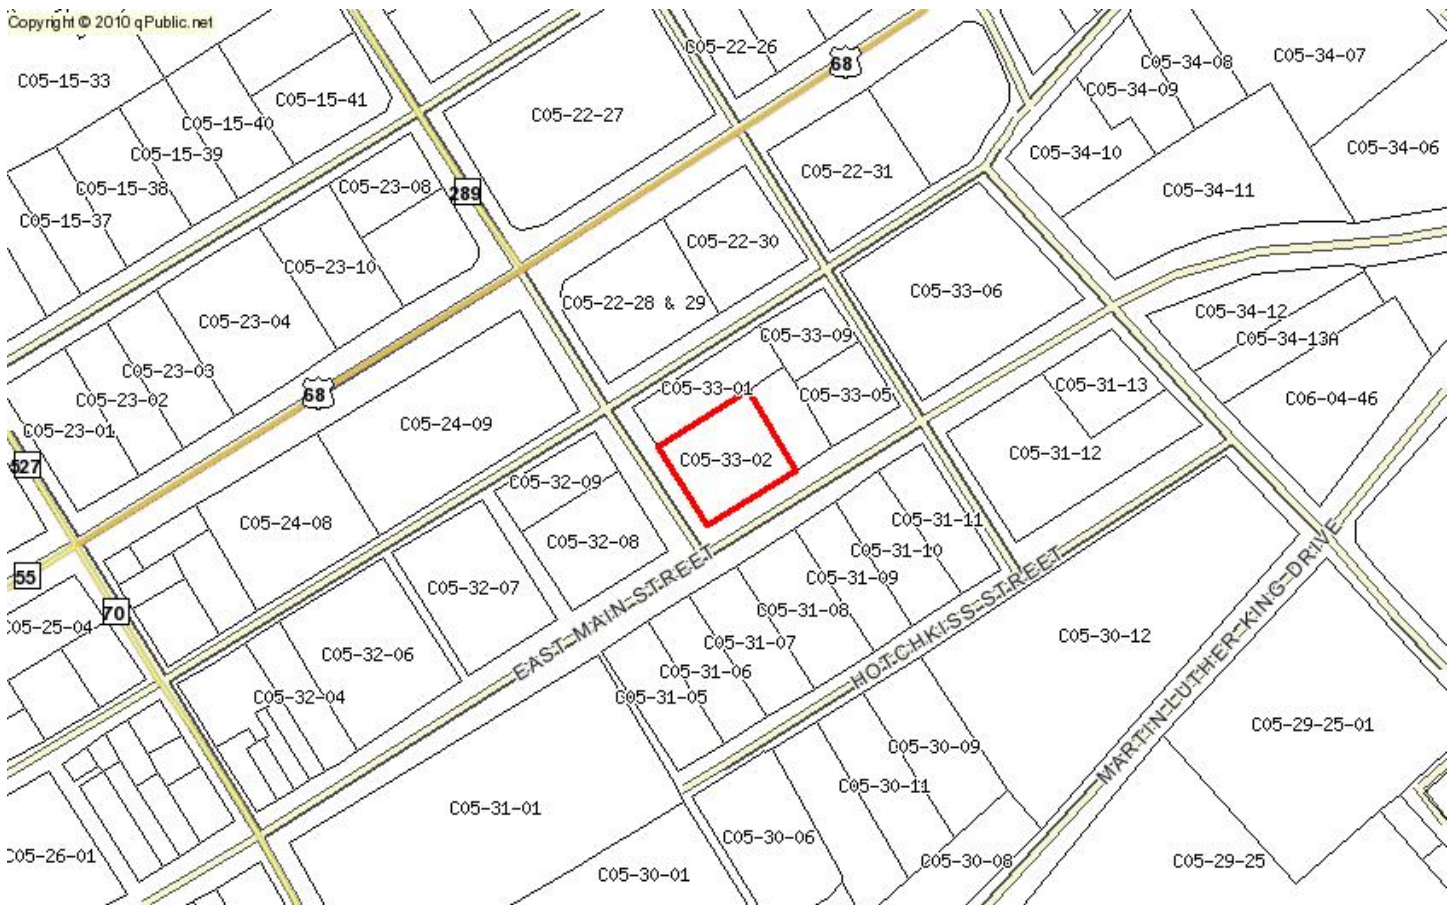 Copyright © 2010 qPublic.net
C05-22-26
68
C05-34-07
C05-34-08
C05-15-33
C05-34-09
C05-15-41
C05-22-27
C05-15-40
C05-34-06
C05-15-39
C05-34-10
C05-22-31
C05-15-38
C05-23-08
289
C05-34-11
C05-15-37
C05-22-30
C05-23-10
C05-33-06
C05-22-28 & 29
C05-34-12
C05-23-04
C05-33-09
C05-34-13A
C05-23-03
C05-31-13
C05-33-01
68
C05-33-05
C05-23-02
C06-04-46
C05-24-09
C05-23-01
C05-31-12
C05-33-02
527
C05-32-09
C05-31-11
C05-24-08
C05-32-08
C05-31-10
55
C05-31-09
C05-32-07
70
C05-31-08
C05-25-04
C05-30-12
C05-31-07
C05-32-06
EAST MAIN STREET
HOTCHKISS STREET
MARTIN LUTHER KING DRIVE
C05-31-06
C05-32-04
C05-31-05
C05-29-25-01
C05-30-09
C05-30-11
C05-31-01
C05-30-06
C05-26-01
C05-30-08
C05-29-25
C05-30-01